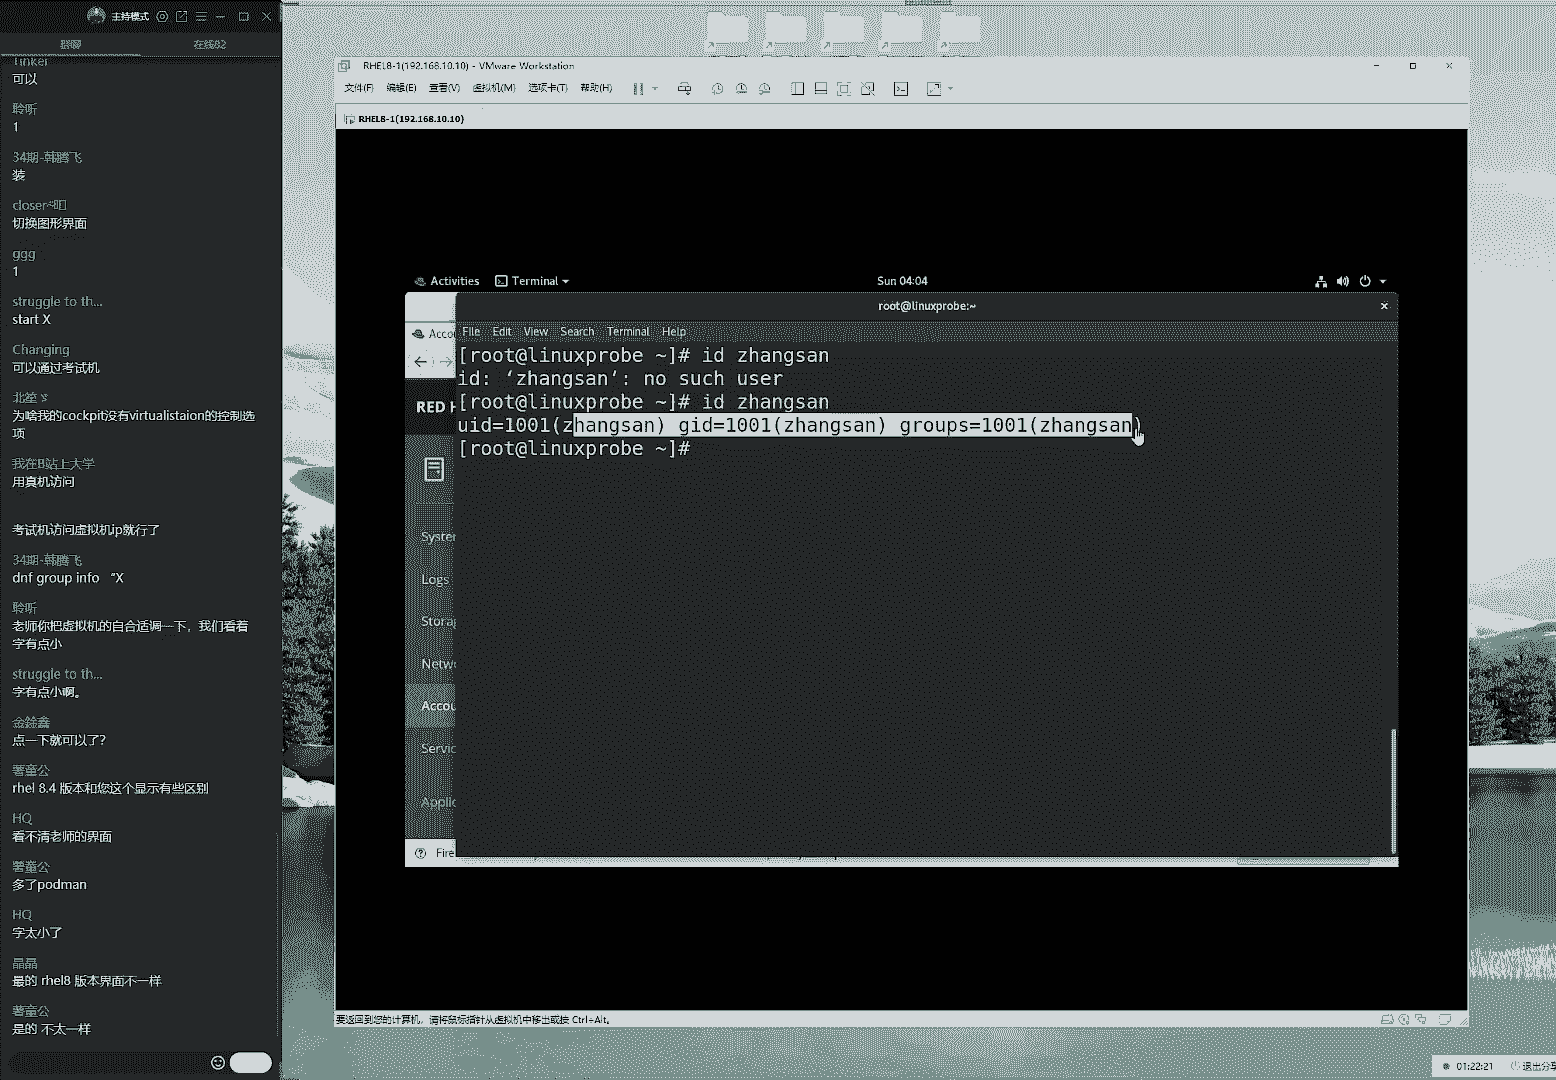 主持模式
群聊
在线82
Tinker
可以
聆听
1
34期-韩腾飞
装
切换图形界面
ggg
1
struggle to th...
start X
Changing
可以通过考试机
为啥我的cockpit没有virtualistaion的控制选
项
我在B站上大学
用真机访问
考试机访问虚拟机ip就行了
34期-韩腾飞
dnf group info “X
聆听
老师你把虚拟机的自合适调一下，我们看着
字有点小
struggle to th...
字有点小啊。
点一下就可以了?
薯童公
rhel 8.4 版本和您这个显示有些区别
HQ
看不清老师的界面
薯童公
多了podman
HQ
字太小了
晶晶
最的 rhel8 版本界面不一样
薯童公
是的 不太一样
RHEL8-1(192.168.10.10) - VMware Workstation
文件(F) 编辑(E) 查看(V) 虚拟机(M) 选项卡(T) 帮助(H)
RHEL8-1(192.168.10.10)
Activities Terminal Sun 04:04
root@linuxprobe:~
File Edit View Search Terminal Help
[root@linuxprobe ~]# id zhangsan
id: ‘zhangsan’: no such user
[root@linuxprobe ~]# id zhangsan
uid=1001(zhangsan) gid=1001(zhangsan) groups=1001(zhangsan)
[root@linuxprobe ~]#
Accou
RED H
System
Logs
Storag
Netwo
Accou
Servic
Applic
Fire
要返回到您的计算机，请将鼠标指针从虚拟机中移出或按 Ctrl+Alt。
01:22:21 退出分享